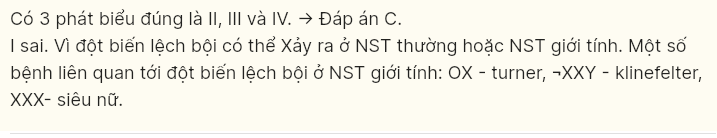 Có 3 phát biểu đúng là II, III và IV. → Đáp án C.
I sai. Vì đột biến lệch bội có thể Xảy ra ở NST thường hoặc NST giới tính. Một số
bệnh liên quan tới đột biến lệch bội ở NST giới tính: OX - turner, ¬XXY - klinefelter,
XXX- siêu nữ.